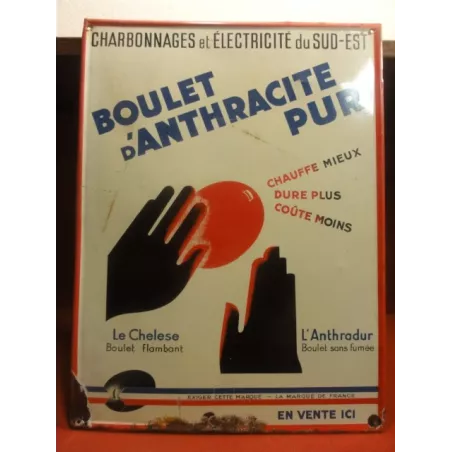 CHARBONNAGES et ÉLECTRICITÉ du SUD-EST
BOULET
D'ANTHRACITE
PUR
CHAUFFE MIEUX
DURE PLUS
COÛTE MOINS
Le Chelese
Boulet flambant
L'Anthradur
Boulet sans fumée
EXIGER CETTE MARQUE - LA MARQUE DE FRANCE
EN VENTE ICI